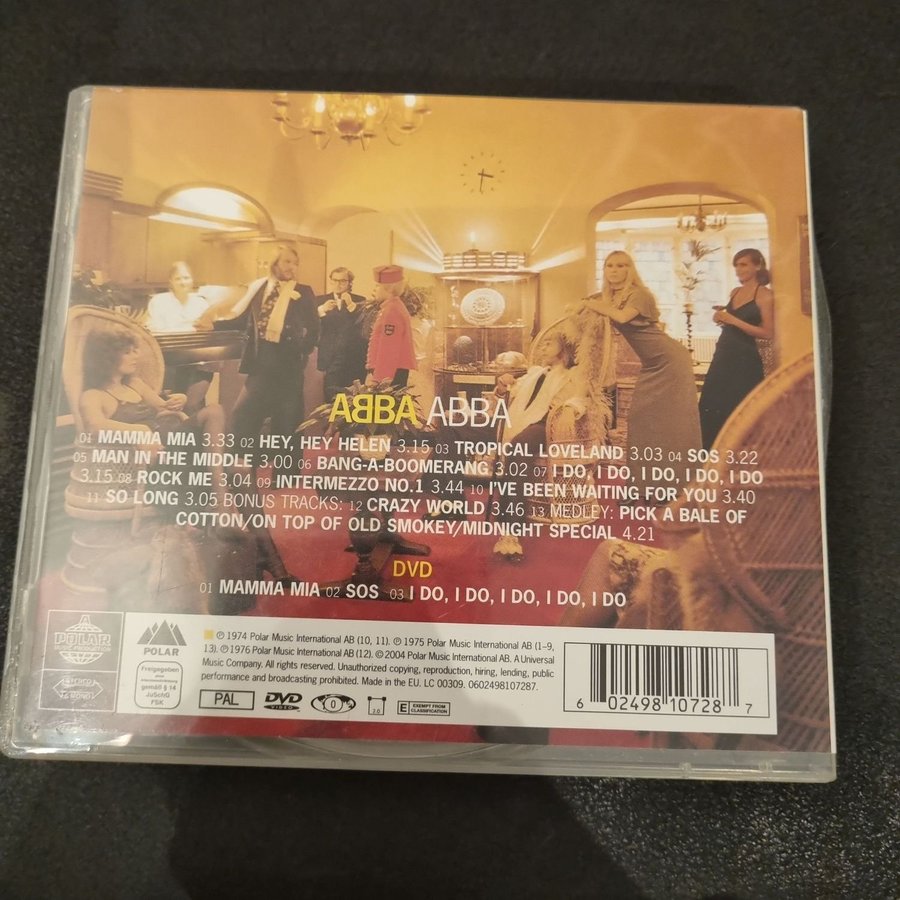 ABBA ABBA
01 MAMMA MIA 3.33 02 HEY, HEY HELEN 3.15 03 TROPICAL LOVELAND 3.03 04 SOS 3.22
05 MAN IN THE MIDDLE 3.00 06 BANG-A-BOOMERANG 3.02 07 I DO, I DO, I DO, I DO, I DO
3.15 08 ROCK ME 3.04 09 INTERMEZZO NO.1 3.44 10 I'VE BEEN WAITING FOR YOU 3.40
11 SO LONG 3.05 BONUS TRACKS: 12 CRAZY WORLD 3.46 13 MEDLEY: PICK A BALE OF
COTTON/ON TOP OF OLD SMOKEY/MIDNIGHT SPECIAL 4.21
DVD
01 MAMMA MIA 02 SOS 03 I DO, I DO, I DO, I DO, I DO
POLAR
MUSIC PRODUCTION
STEREO
POLAR
Freigegeben
gemäß § 14
JuSchG
FSK
℗ 1974 Polar Music International AB (10, 11). ℗ 1975 Polar Music International AB (1–9,
13). ℗ 1976 Polar Music International AB (12). © 2004 Polar Music International AB. A Universal
Music Company. All rights reserved. Unauthorized copying, reproduction, hiring, lending, public
performance and broadcasting prohibited. Made in the EU. LC 00309. 0602498107287.
PAL
DVD
VIDEO
0
2.0
E EXEMPT FROM
CLASSIFICATION
6 02498 10728 7